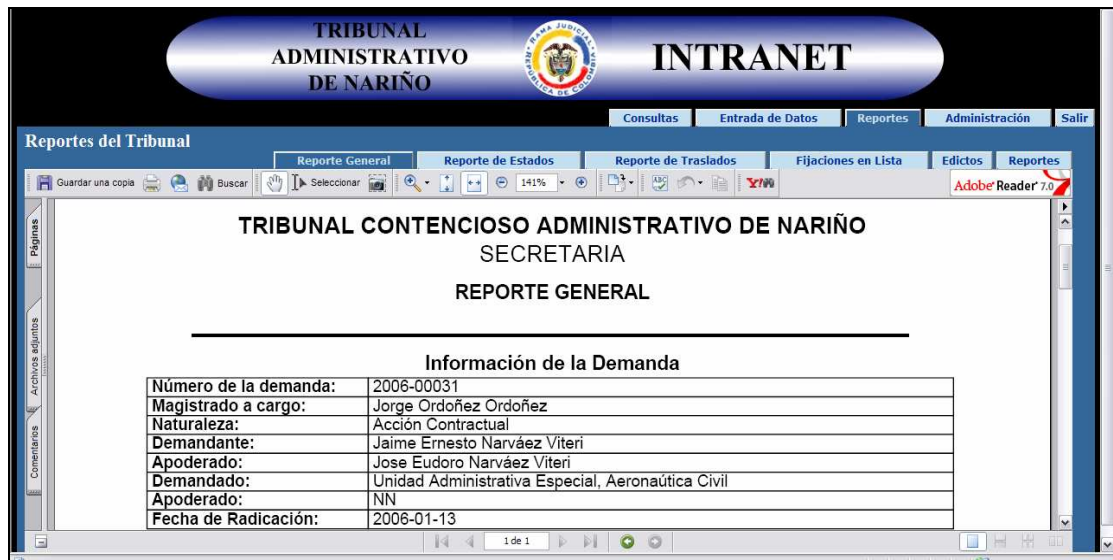 TRIBUNAL
ADMINISTRATIVO
DE NARIÑO
RAMA JUDICIAL
REPÚBLICA DE COLOMBIA
INTRANET
Consultas Entrada de Datos Reportes Administración Salir
Reportes del Tribunal
Reporte General Reporte de Estados Reporte de Traslados Fijaciones en Lista Edictos Reportes
Guardar una copia Buscar Seleccionar 141% Y! Adobe Reader 7.0
Páginas
Archivos adjuntos
Comentarios
TRIBUNAL CONTENCIOSO ADMINISTRATIVO DE NARIÑO
SECRETARIA
REPORTE GENERAL
Información de la Demanda
Número de la demanda: 2006-00031
Magistrado a cargo: Jorge Ordoñez Ordoñez
Naturaleza: Acción Contractual
Demandante: Jaime Ernesto Narváez Viteri
Apoderado: Jose Eudoro Narváez Viteri
Demandado: Unidad Administrativa Especial, Aeronaútica Civil
Apoderado: NN
Fecha de Radicación: 2006-01-13
1 de 1